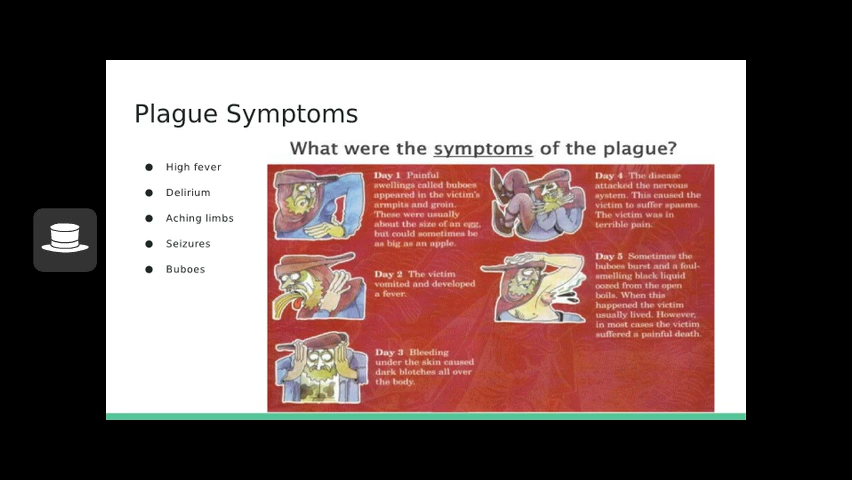 Plague Symptoms
What were the symptoms of the plague?
● High fever
● Delirium
● Aching limbs
● Seizures
● Buboes
Day 1 Painful
swellings called buboes
appeared in the victim's
armpits and groin.
These were usually
about the size of an egg,
but could sometimes be
as big as an apple.
Day 2 The victim
vomited and developed
a fever.
Day 3 Bleeding
under the skin caused
dark blotches all over
the body.
Day 4 The disease
attacked the nervous
system. This caused the
victim to suffer spasms.
The victim was in
terrible pain.
Day 5 Sometimes the
buboes burst and a foul-
smelling black liquid
oozed from the open
boils. When this
happened the victim
usually lived. However,
in most cases the victim
suffered a painful death.